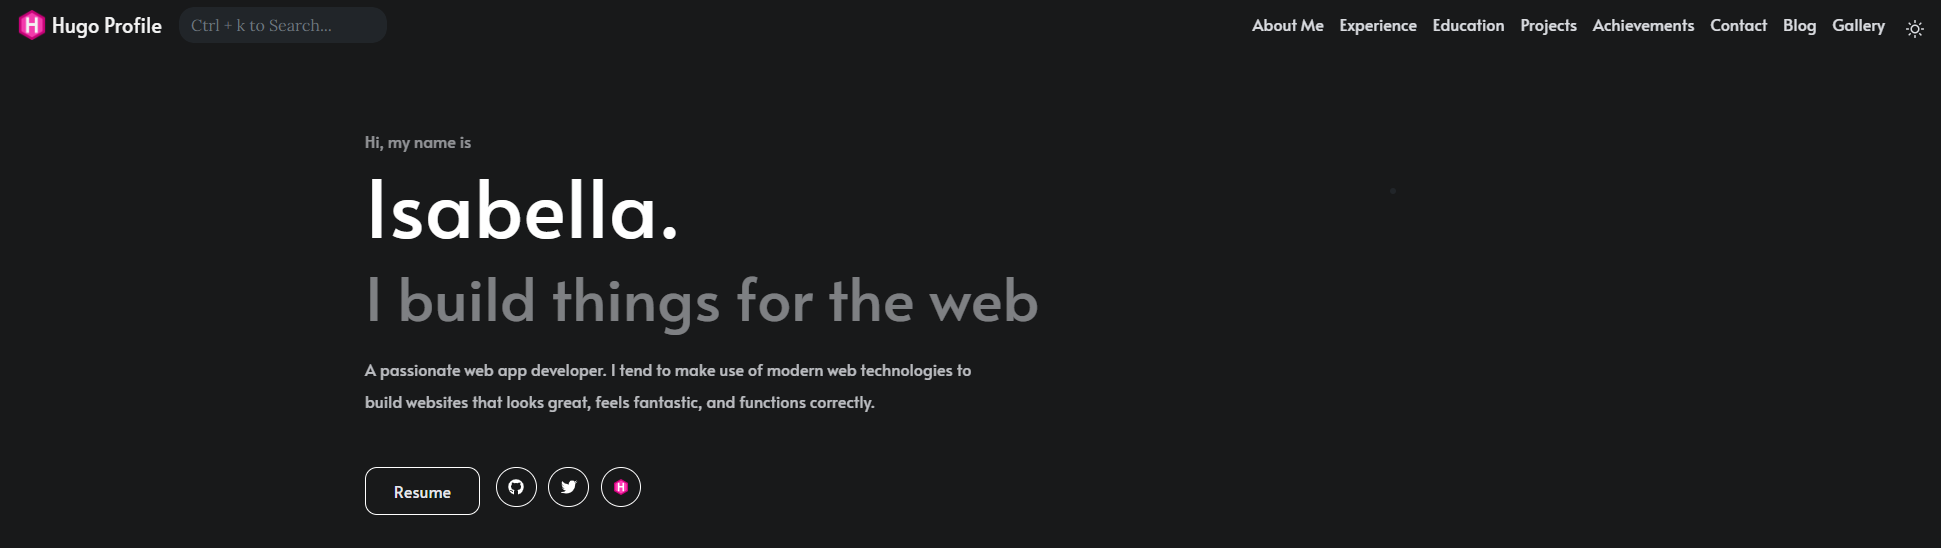 Hugo Profile
Ctrl + k to Search...
About Me Experience Education Projects Achievements Contact Blog Gallery
Hi, my name is
Isabella.
I build things for the web
A passionate web app developer. I tend to make use of modern web technologies to
build websites that looks great, feels fantastic, and functions correctly.
Resume